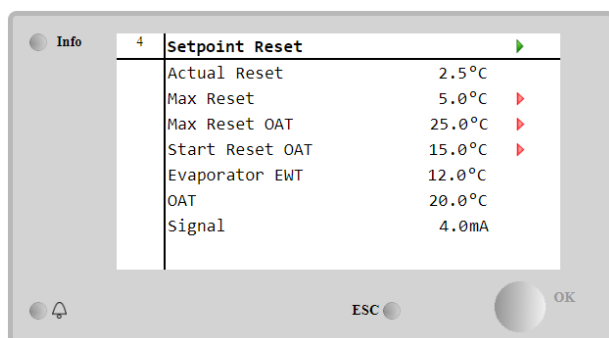 Info
4 Setpoint Reset
Actual Reset 2.5°C
Max Reset 5.0°C
Max Reset OAT 25.0°C
Start Reset OAT 15.0°C
Evaporator EWT 12.0°C
OAT 20.0°C
Signal 4.0mA
ESC
OK